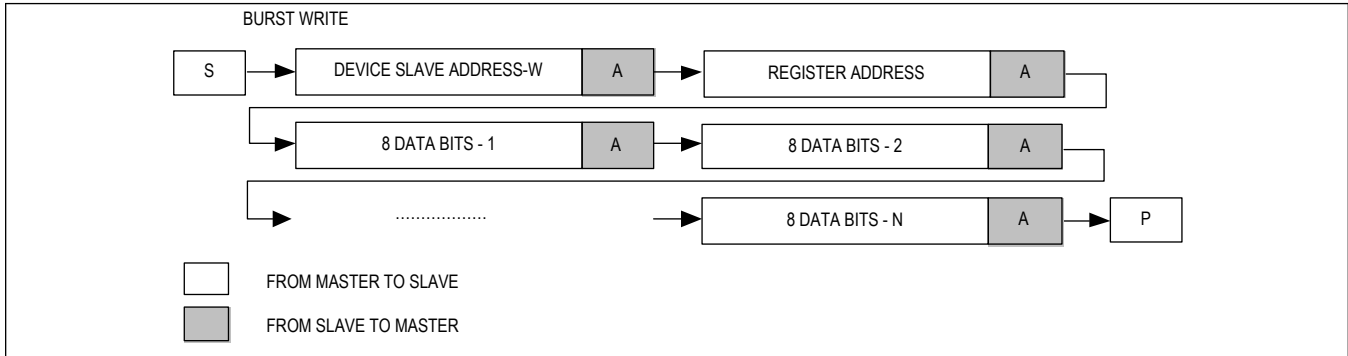 BURST WRITE
S DEVICE SLAVE ADDRESS-W A REGISTER ADDRESS A
8 DATA BITS - 1 A 8 DATA BITS - 2 A
.................. 8 DATA BITS - N A P
FROM MASTER TO SLAVE
FROM SLAVE TO MASTER